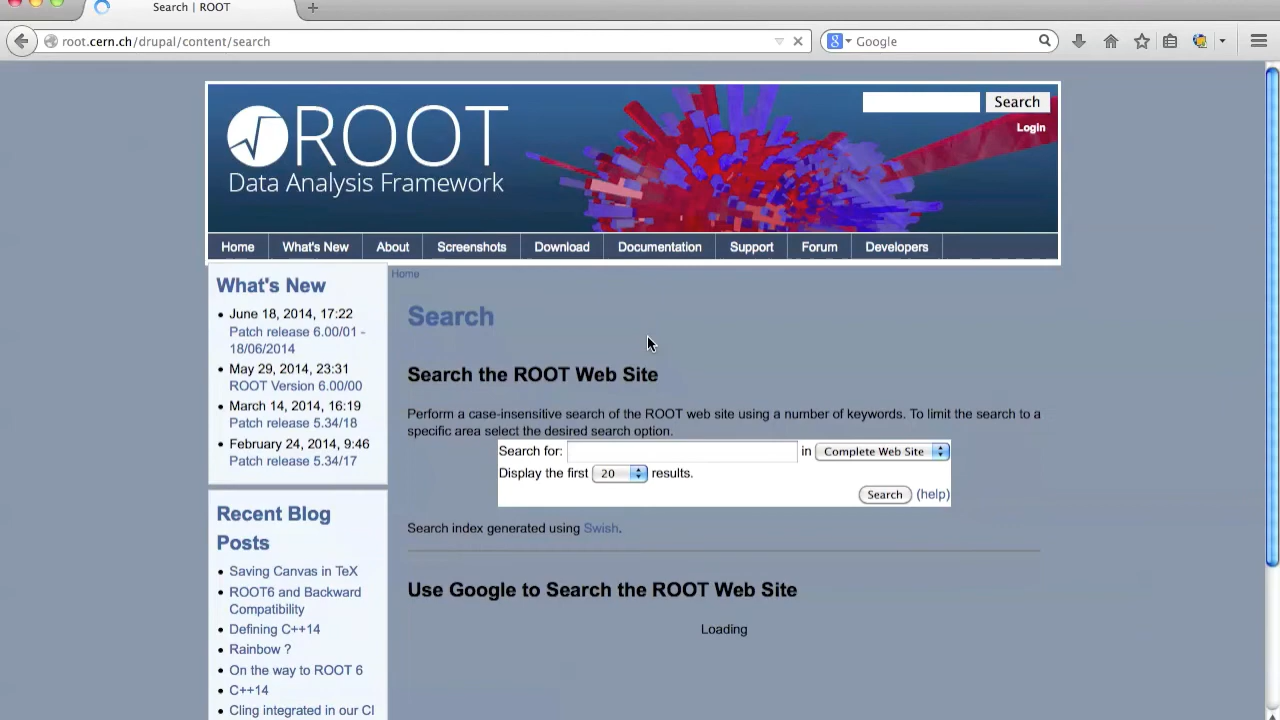 Search | ROOT
root.cern.ch/drupal/content/search
Google
ROOT
Data Analysis Framework
Search
Login
Home
What's New
About
Screenshots
Download
Documentation
Support
Forum
Developers
What's New
June 18, 2014, 17:22
Patch release 6.00/01 -
18/06/2014
May 29, 2014, 23:31
ROOT Version 6.00/00
March 14, 2014, 16:19
Patch release 5.34/18
February 24, 2014, 9:46
Patch release 5.34/17
Recent Blog
Posts
Saving Canvas in TeX
ROOT6 and Backward
Compatibility
Defining C++14
Rainbow ?
On the way to ROOT 6
C++14
Cling integrated in our CI
Home
Search
Search the ROOT Web Site
Perform a case-insensitive search of the ROOT web site using a number of keywords. To limit the search to a
specific area select the desired search option.
Search for: in Complete Web Site
Display the first 20 results.
Search (help)
Search index generated using Swish.
Use Google to Search the ROOT Web Site
Loading